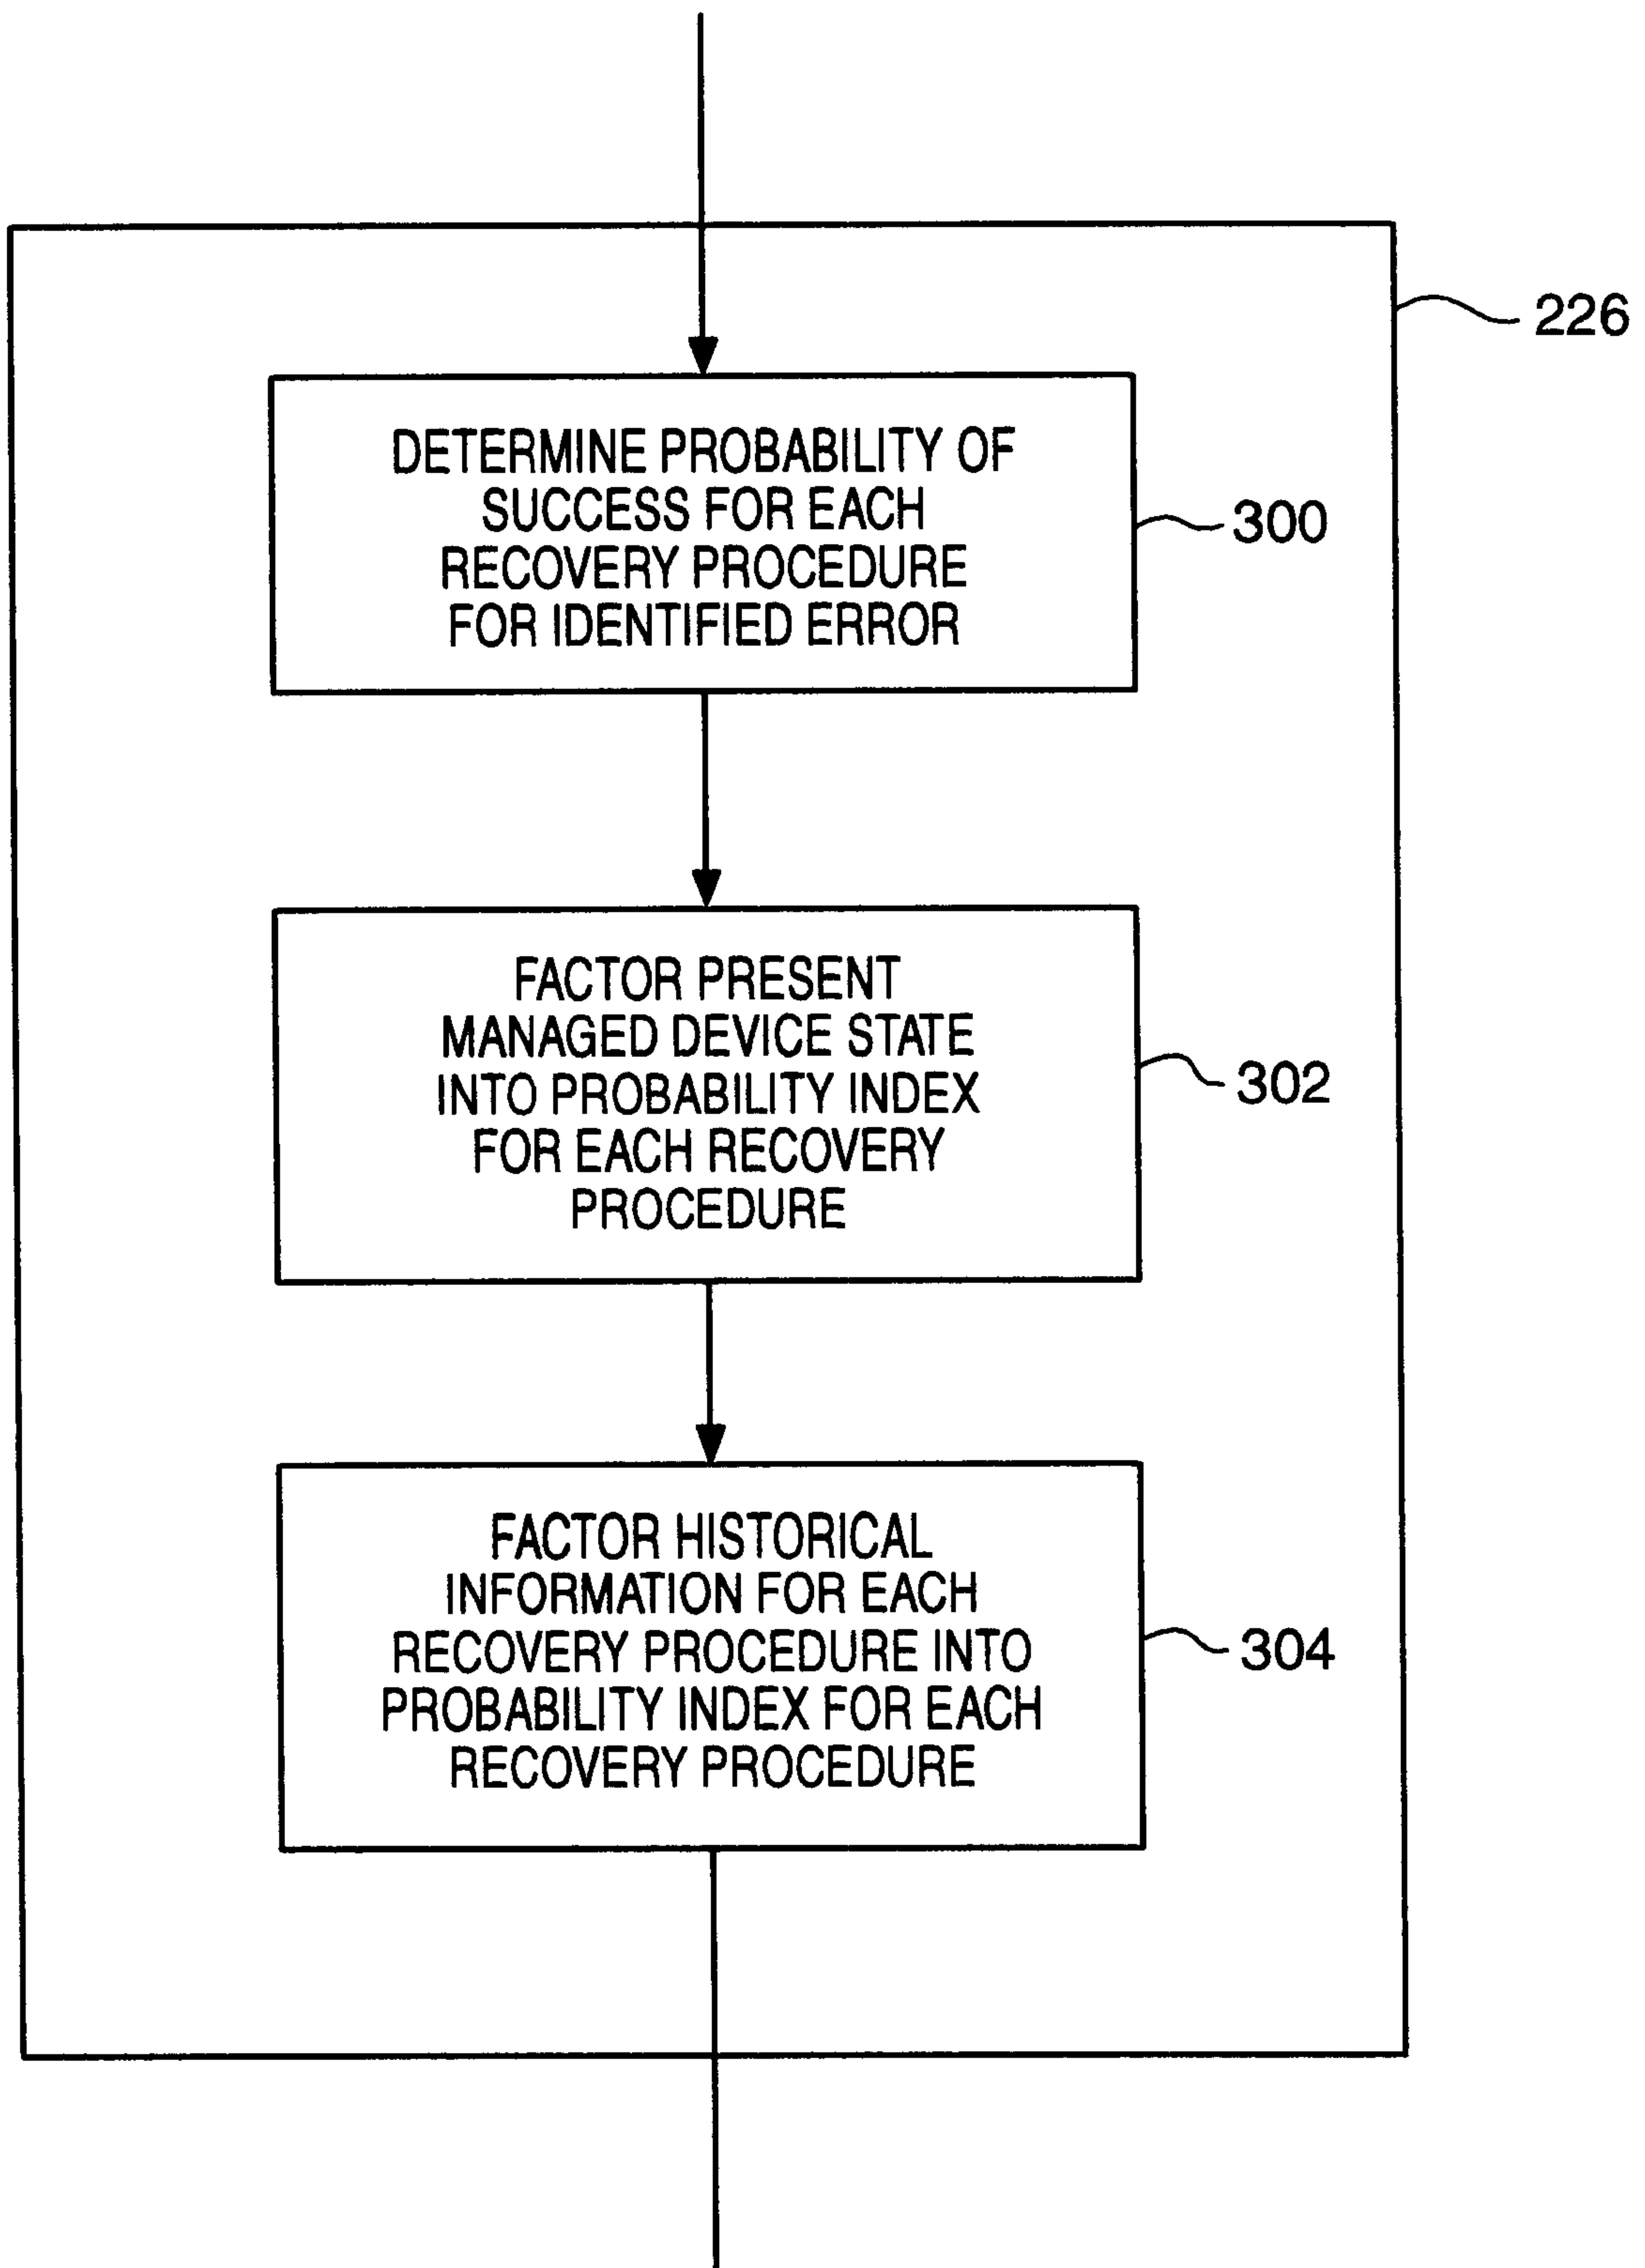 226
DETERMINE PROBABILITY OF
SUCCESS FOR EACH
RECOVERY PROCEDURE
FOR IDENTIFIED ERROR
300
FACTOR PRESENT
MANAGED DEVICE STATE
INTO PROBABILITY INDEX
FOR EACH RECOVERY
PROCEDURE
302
FACTOR HISTORICAL
INFORMATION FOR EACH
RECOVERY PROCEDURE INTO
PROBABILITY INDEX FOR EACH
RECOVERY PROCEDURE
304